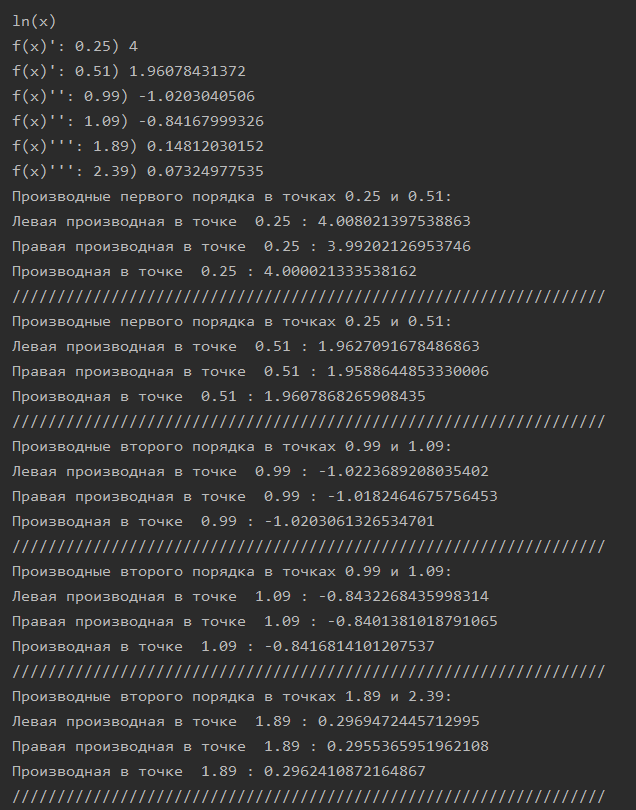 ln(x)
f(x)': 0.25) 4
f(x)': 0.51) 1.96078431372
f(x)'': 0.99) -1.0203040506
f(x)'': 1.09) -0.84167999326
f(x)''': 1.89) 0.14812030152
f(x)''': 2.39) 0.07324977535
Производные первого порядка в точках 0.25 и 0.51:
Левая производная в точке  0.25 : 4.008021397538863
Правая производная в точке  0.25 : 3.99202126953746
Производная в точке  0.25 : 4.000021333538162
//////////////////////////////////////////////////////////////////
Производные первого порядка в точках 0.25 и 0.51:
Левая производная в точке  0.51 : 1.9627091678486863
Правая производная в точке  0.51 : 1.9588644853330006
Производная в точке  0.51 : 1.9607868265908435
//////////////////////////////////////////////////////////////////
Производные второго порядка в точках 0.99 и 1.09:
Левая производная в точке  0.99 : -1.0223689208035402
Правая производная в точке  0.99 : -1.0182464675756453
Производная в точке  0.99 : -1.0203061326534701
//////////////////////////////////////////////////////////////////
Производные второго порядка в точках 0.99 и 1.09:
Левая производная в точке  1.09 : -0.8432268435998314
Правая производная в точке  1.09 : -0.8401381018791065
Производная в точке  1.09 : -0.8416814101207537
//////////////////////////////////////////////////////////////////
Производные второго порядка в точках 1.89 и 2.39:
Левая производная в точке  1.89 : 0.2969472445712995
Правая производная в точке  1.89 : 0.2955365951962108
Производная в точке  1.89 : 0.2962410872164867
//////////////////////////////////////////////////////////////////